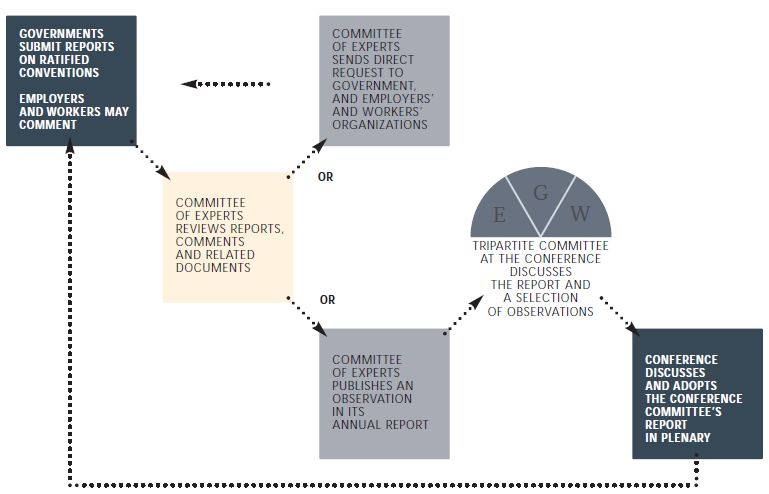 GOVERNMENTS
SUBMIT REPORTS
ON RATIFIED
CONVENTIONS
EMPLOYERS
AND WORKERS MAY
COMMENT
COMMITTEE
OF EXPERTS
SENDS DIRECT
REQUEST TO
GOVERNMENT,
AND EMPLOYERS'
AND WORKERS'
ORGANIZATIONS
OR
COMMITTEE
OF EXPERTS
REVIEWS REPORTS,
COMMENTS
AND RELATED
DOCUMENTS
OR
COMMITTEE
OF EXPERTS
PUBLISHES AN
OBSERVATION
IN ITS
ANNUAL REPORT
E
G
W
TRIPARTITE COMMITTEE
AT THE CONFERENCE
DISCUSSES
THE REPORT AND
A SELECTION
OF OBSERVATIONS
CONFERENCE
DISCUSSES
AND ADOPTS
THE CONFERENCE
COMMITTEE'S
REPORT
IN PLENARY